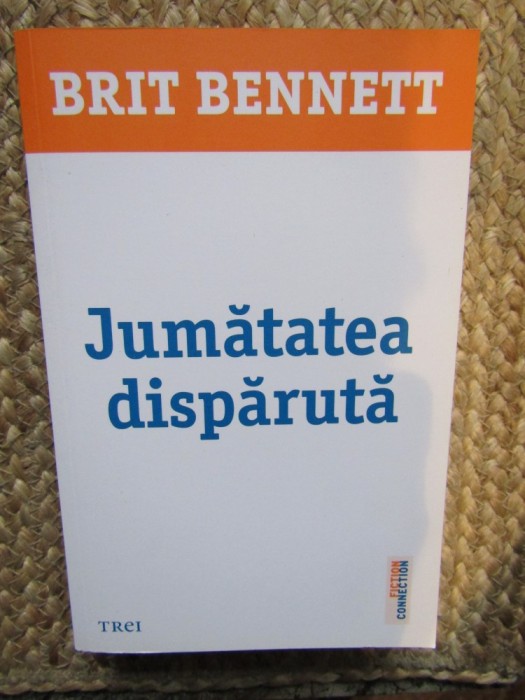 BRIT BENNETT
Jumătatea
dispărută
FICTION
CONNECTION
TREI